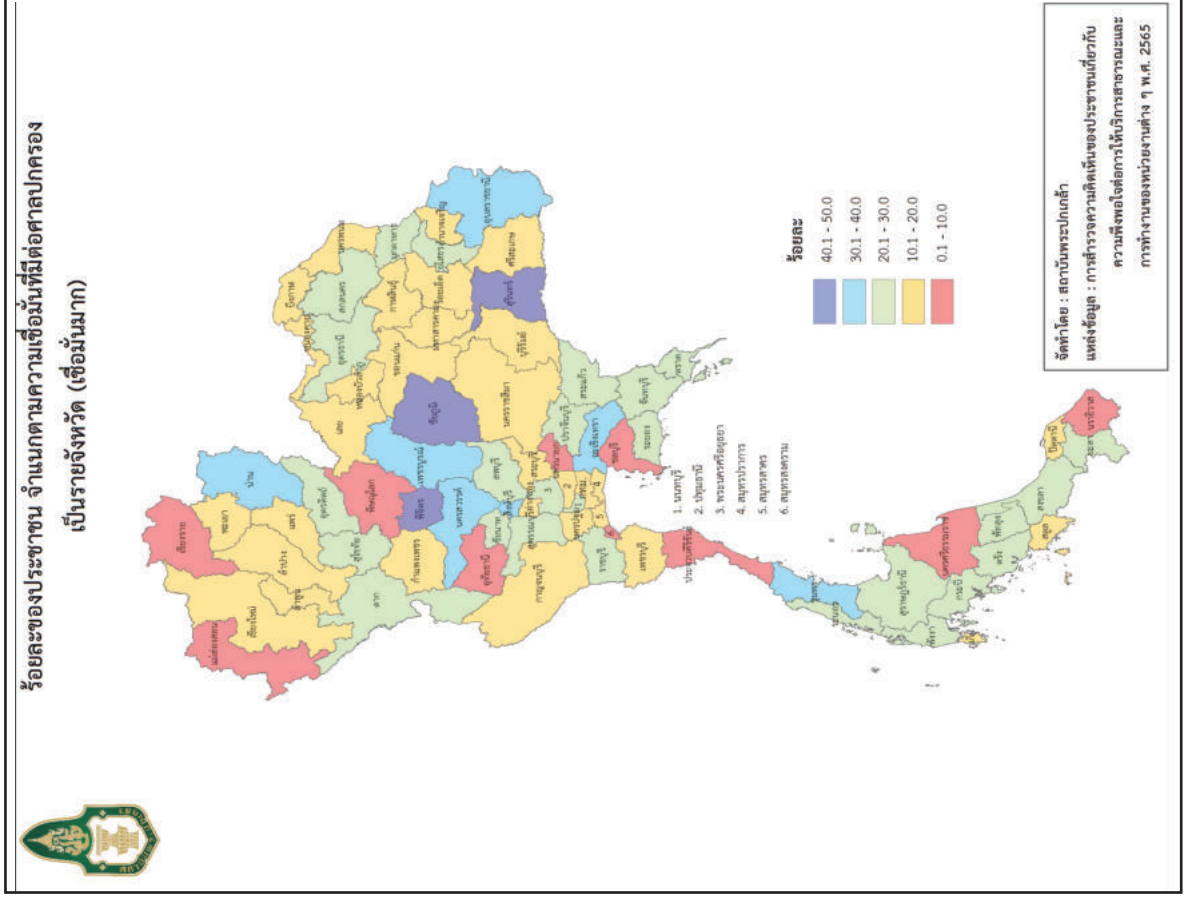 ร้อยละของประชาชน จำแนกตามความเชื่อมั่นที่มีต่อศาลปกครอง
เป็นรายจังหวัด (เชื่อมั่นมาก)
เชียงราย
แม่ฮ่องสอน
เชียงใหม่
พะเยา
น่าน
ลำปาง
ลำพูน
แพร่
อุตรดิตถ์
สุโขทัย
ตาก
พิษณุโลก
กำแพงเพชร
พิจิตร
เพชรบูรณ์
นครสวรรค์
อุทัยธานี
ชัยนาท
ลพบุรี
เลย
หนองบัวลำภู
อุดรธานี
บึงกาฬ
สกลนคร
นครพนม
ขอนแก่น
กาฬสินธุ์
มุกดาหาร
มหาสารคาม
ร้อยเอ็ด
ยโสธร
อำนาจเจริญ
อุบลราชธานี
ศรีสะเกษ
สุรินทร์
บุรีรัมย์
ชัยภูมิ
นครราชสีมา
สระบุรี
กาญจนบุรี
สุพรรณบุรี
ราชบุรี
เพชรบุรี
ประจวบคีรีขันธ์
ปราจีนบุรี
สระแก้ว
ฉะเชิงเทรา
ชลบุรี
ระยอง
จันทบุรี
ตราด
กทม.
1
2
3
4
5
6
ชุมพร
ระนอง
สุราษฎร์ธานี
นครศรีธรรมราช
พังงา
กระบี่
ตรัง
พัทลุง
สงขลา
สตูล
ปัตตานี
ยะลา
นราธิวาส
1. นนทบุรี
2. ปทุมธานี
3. พระนครศรีอยุธยา
4. สมุทรปราการ
5. สมุทรสาคร
6. สมุทรสงคราม
ร้อยละ
40.1 - 50.0
30.1 - 40.0
20.1 - 30.0
10.1 - 20.0
0.1 - 10.0
จัดทำโดย : สถาบันพระปกเกล้า
แหล่งข้อมูล : การสำรวจความคิดเห็นของประชาชนเกี่ยวกับ
ความพึงพอใจต่อการให้บริการสาธารณะและ
การทำงานของหน่วยงานต่าง ๆ พ.ศ. 2565